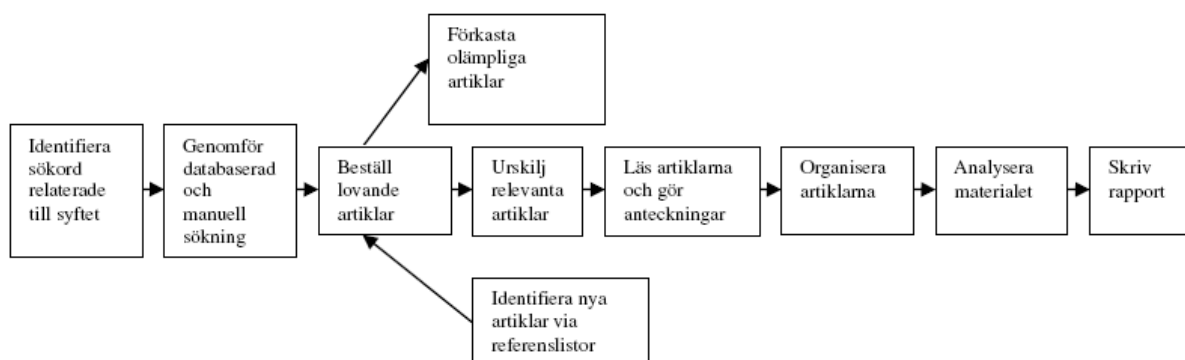 Förkasta
olämpliga
artiklar
Identifiera
sökord
relaterade
till syftet
Genomför
databaserad
och
manuell
sökning
Beställ
lovande
artiklar
Urskilj
relevanta
artiklar
Läs artiklarna
och gör
anteckningar
Organisera
artiklarna
Analysera
materialet
Skriv
rapport
Identifiera nya
artiklar via
referenslistor